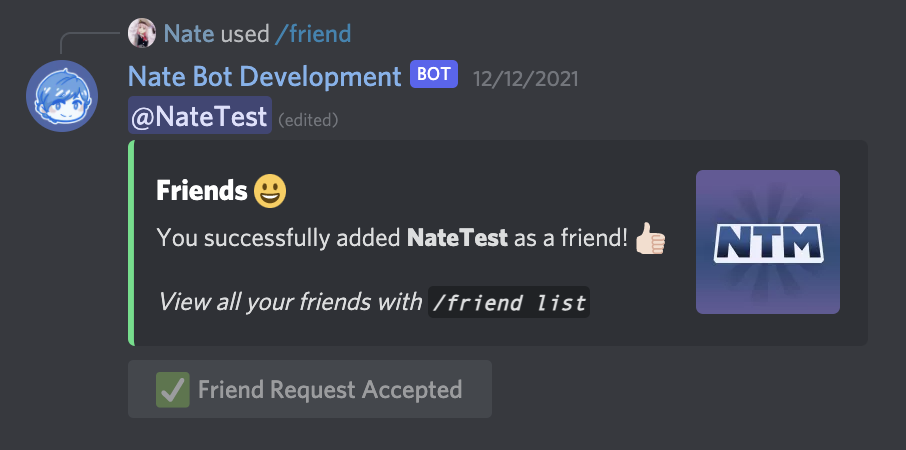 Nate used /friend
Nate Bot Development BOT 12/12/2021
@NateTest (edited)
Friends 😀
You successfully added NateTest as a friend! 👍🏻
NTM
View all your friends with /friend list
✅ Friend Request Accepted